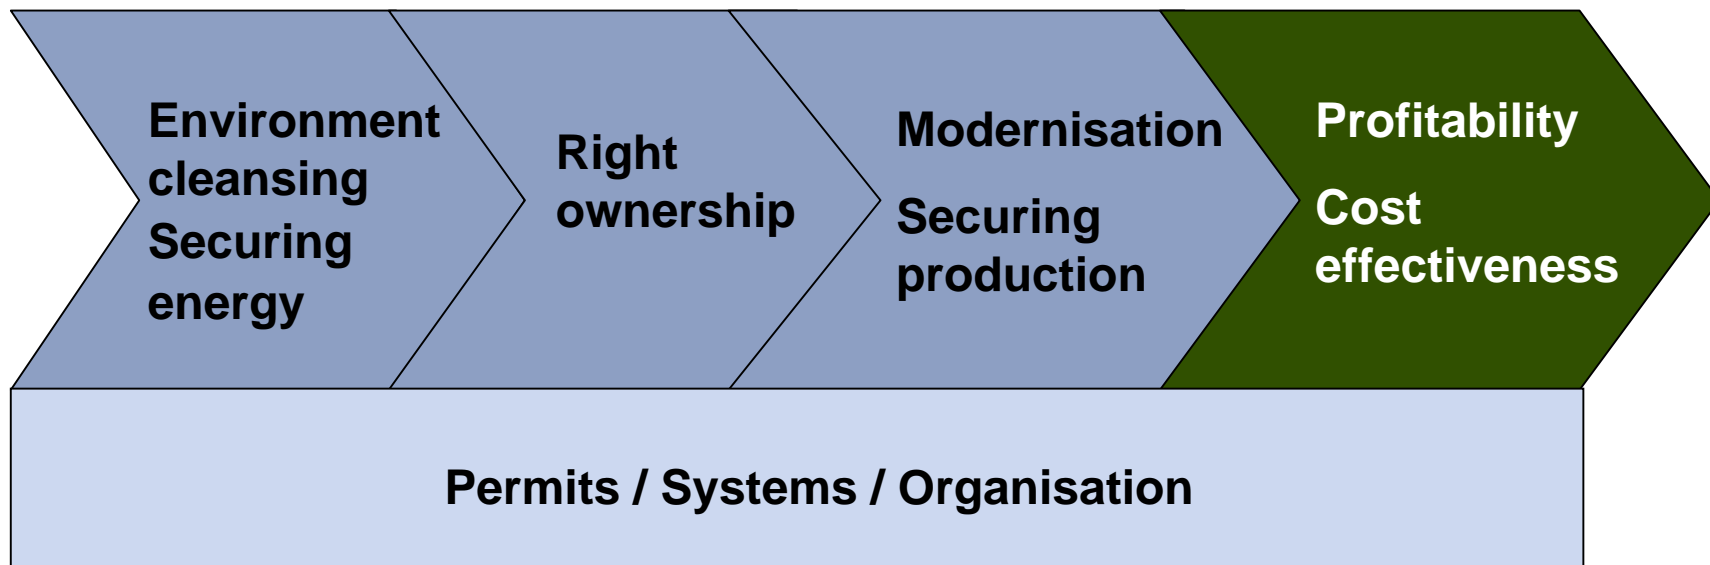 Environment
cleansing
Securing
energy
Right
ownership
Modernisation
Securing
production
Profitability
Cost
effectiveness
Permits / Systems / Organisation